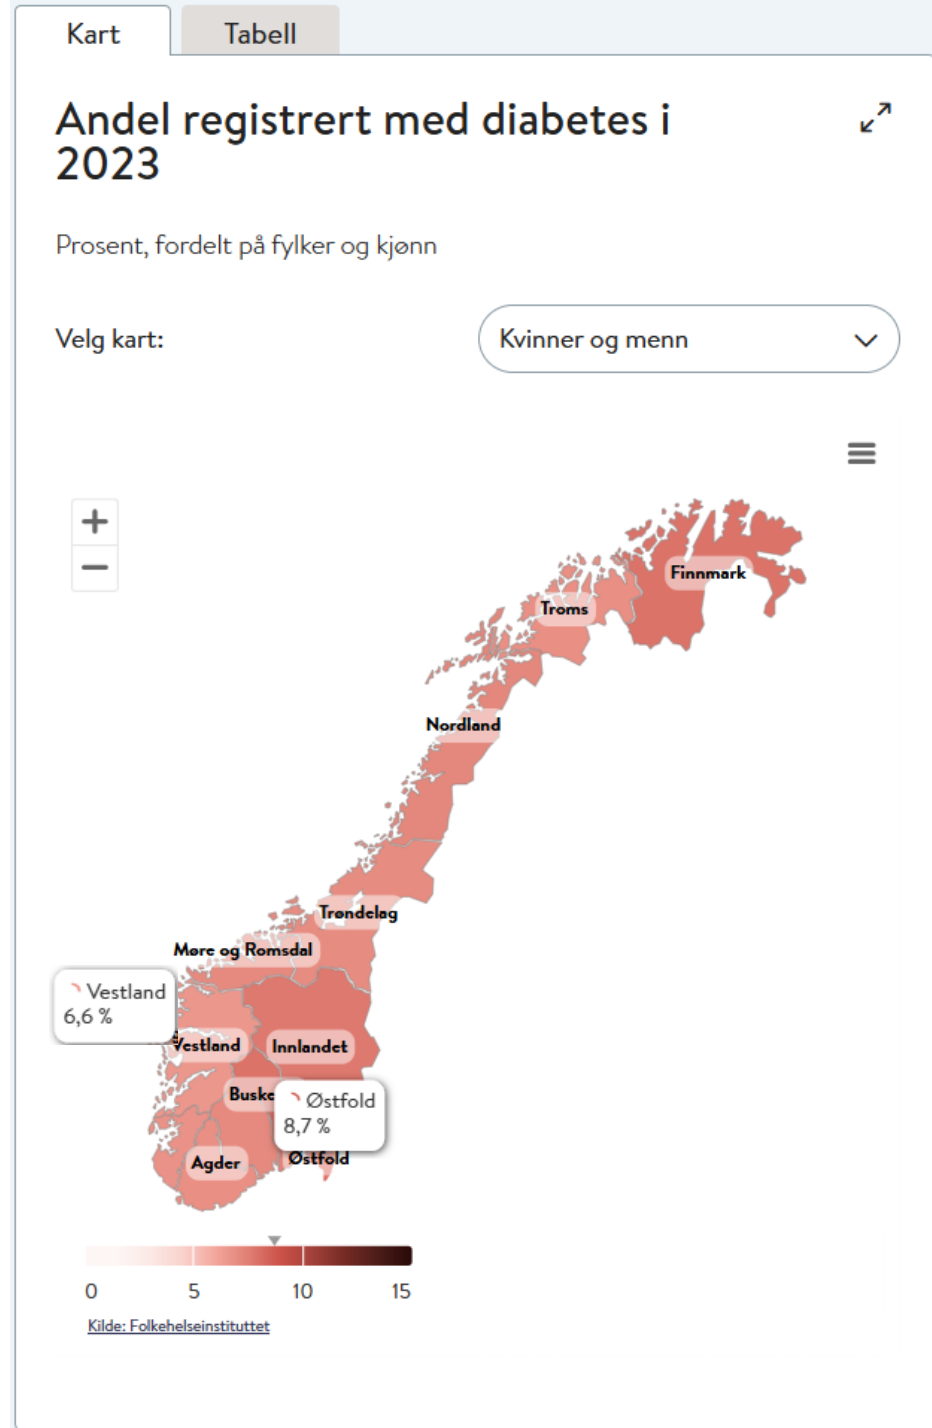 Kart
Tabell
Andel registrert med diabetes i
2023
Prosent, fordelt på fylker og kjønn
Velg kart:
Kvinner og menn
+
−
Finnmark
Troms
Nordland
Trøndelag
Møre og Romsdal
Vestland
6,6 %
Vestland
Innlandet
Buske
Østfold
8,7 %
Østfold
Agder
0
5
10
15
Kilde: Folkehelseinstituttet